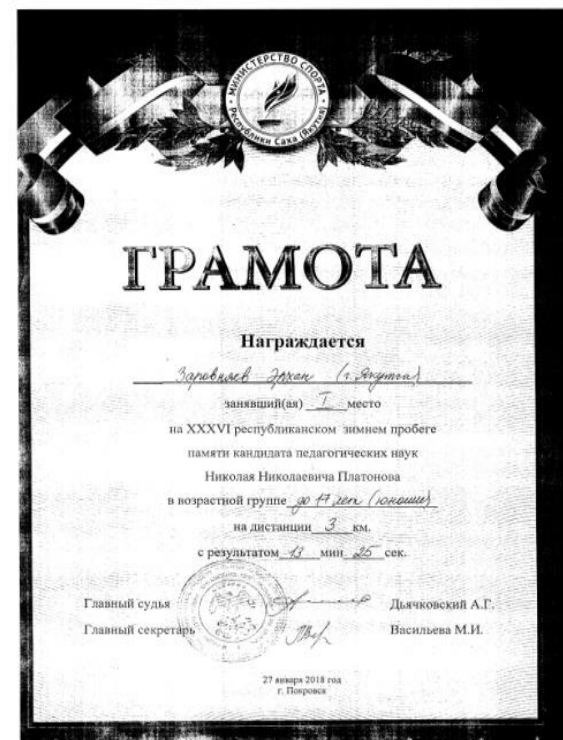 МИНИСТЕРСТВО СПОРТА
Республики Саха (Якутия)
ГРАМОТА
Награждается
Заровняев Эрхан (г. Якутск)
занявший(ая) I место
на XXXVI республиканском зимнем пробеге
памяти кандидата педагогических наук
Николая Николаевича Платонова
в возрастной группе до 17 лет (юноши)
на дистанции 3 км.
с результатом 13 мин. 25 сек.
Главный судья Дьячковский А.Г.
Главный секретарь Васильева М.И.
27 января 2018 год
г. Покровск